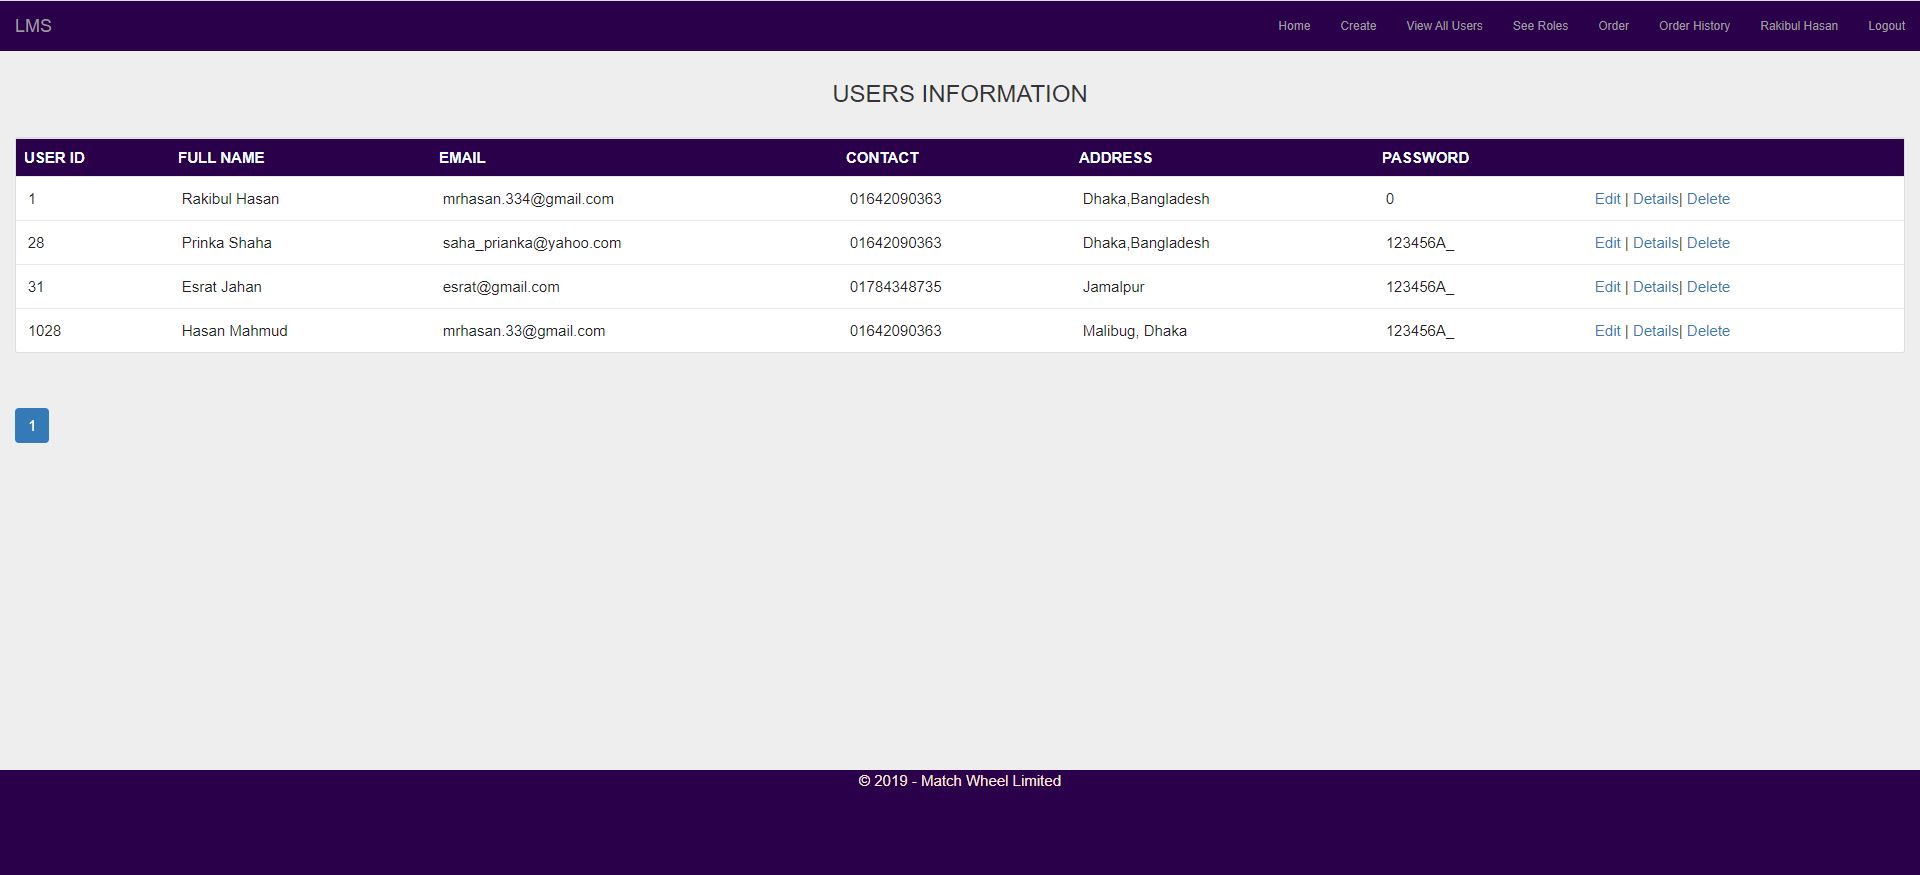 LMS Home Create View All Users See Roles Order Order History Rakibul Hasan Logout
USERS INFORMATION
USER ID FULL NAME EMAIL CONTACT ADDRESS PASSWORD
1 Rakibul Hasan mrhasan.334@gmail.com 01642090363 Dhaka,Bangladesh 0 Edit | Details| Delete
28 Prinka Shaha saha_prianka@yahoo.com 01642090363 Dhaka,Bangladesh 123456A_ Edit | Details| Delete
31 Esrat Jahan esrat@gmail.com 01784348735 Jamalpur 123456A_ Edit | Details| Delete
1028 Hasan Mahmud mrhasan.33@gmail.com 01642090363 Malibug, Dhaka 123456A_ Edit | Details| Delete
1
© 2019 - Match Wheel Limited